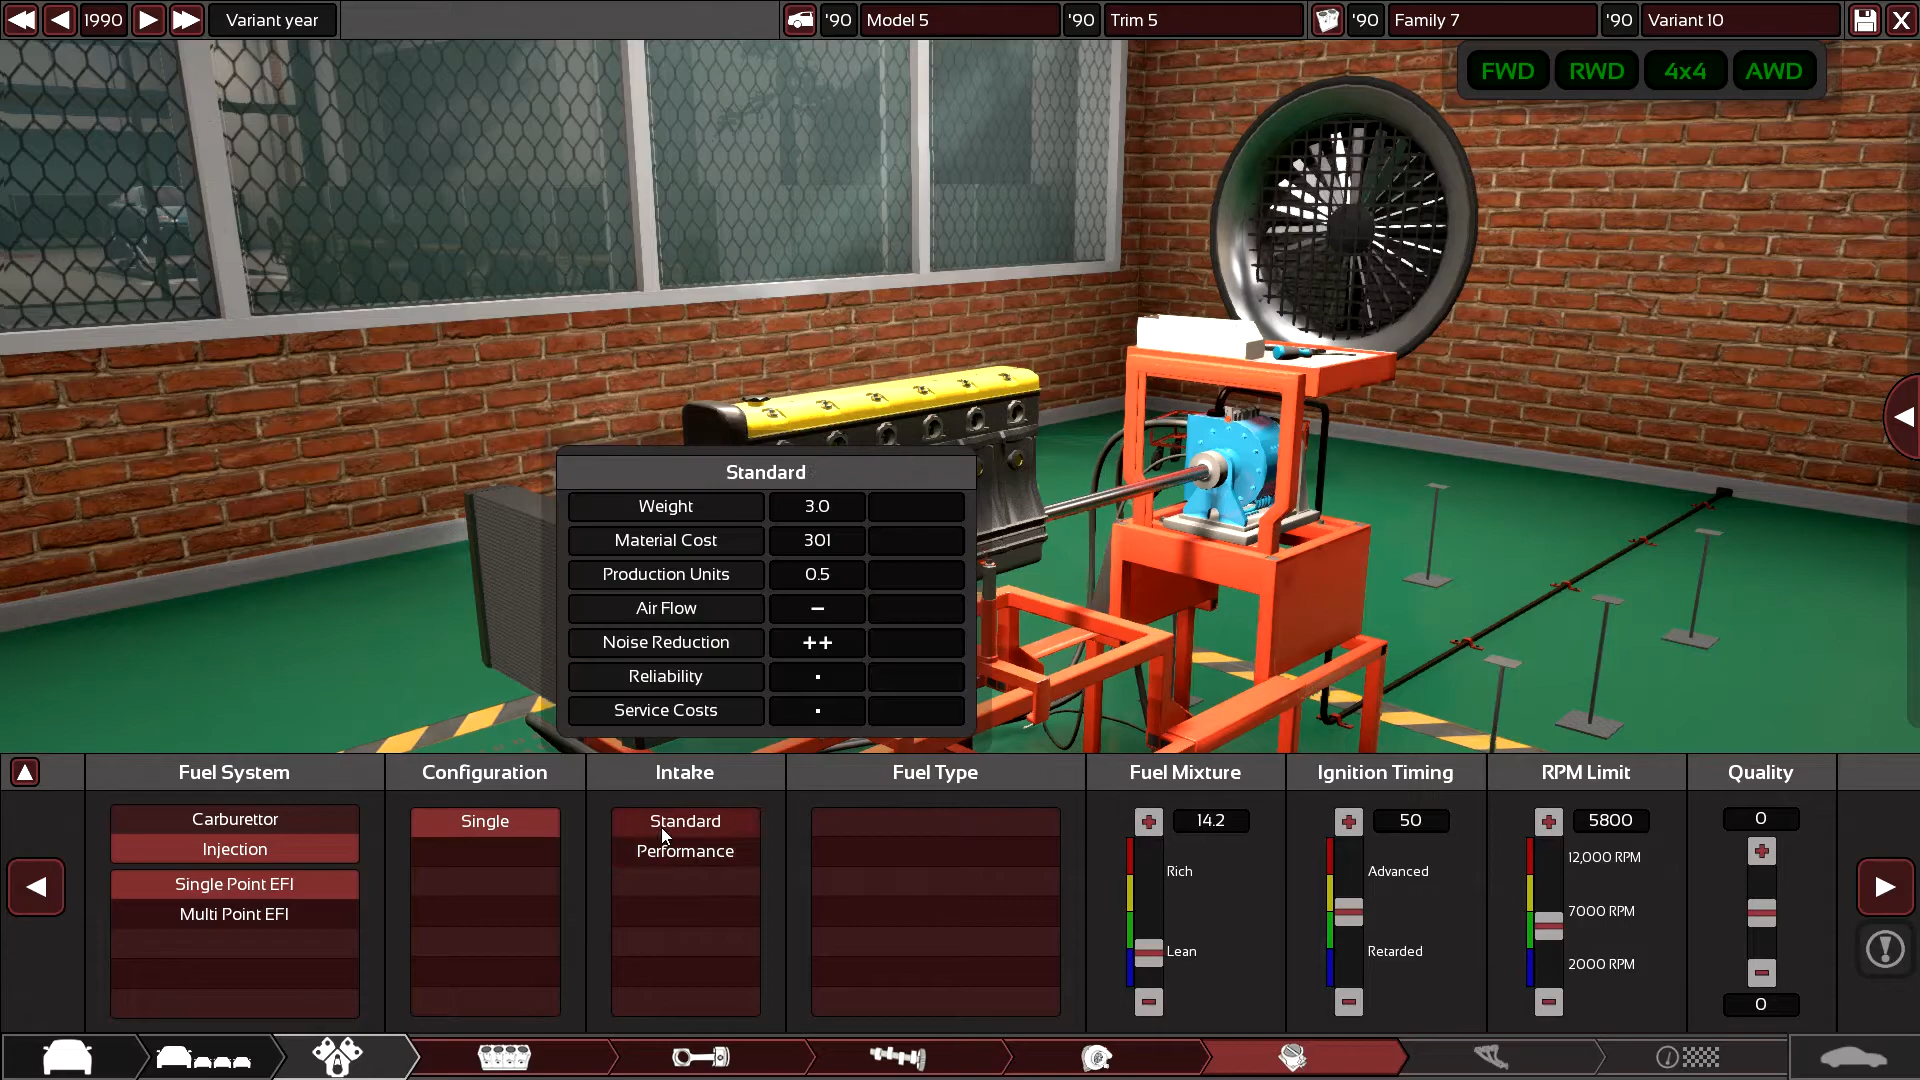 1990 Variant year '90 Model 5 '90 Trim 5 '90 Family 7 '90 Variant 10
FWD RWD 4x4 AWD
Standard
Weight 3.0
Material Cost 301
Production Units 0.5
Air Flow –
Noise Reduction ++
Reliability ·
Service Costs ·
Fuel System Configuration Intake Fuel Type Fuel Mixture Ignition Timing RPM Limit Quality
Carburettor
Injection
Single Point EFI
Multi Point EFI
Single
Standard
Performance
14.2
Rich
Lean
50
Advanced
Retarded
5800
12,000 RPM
7000 RPM
2000 RPM
0
0